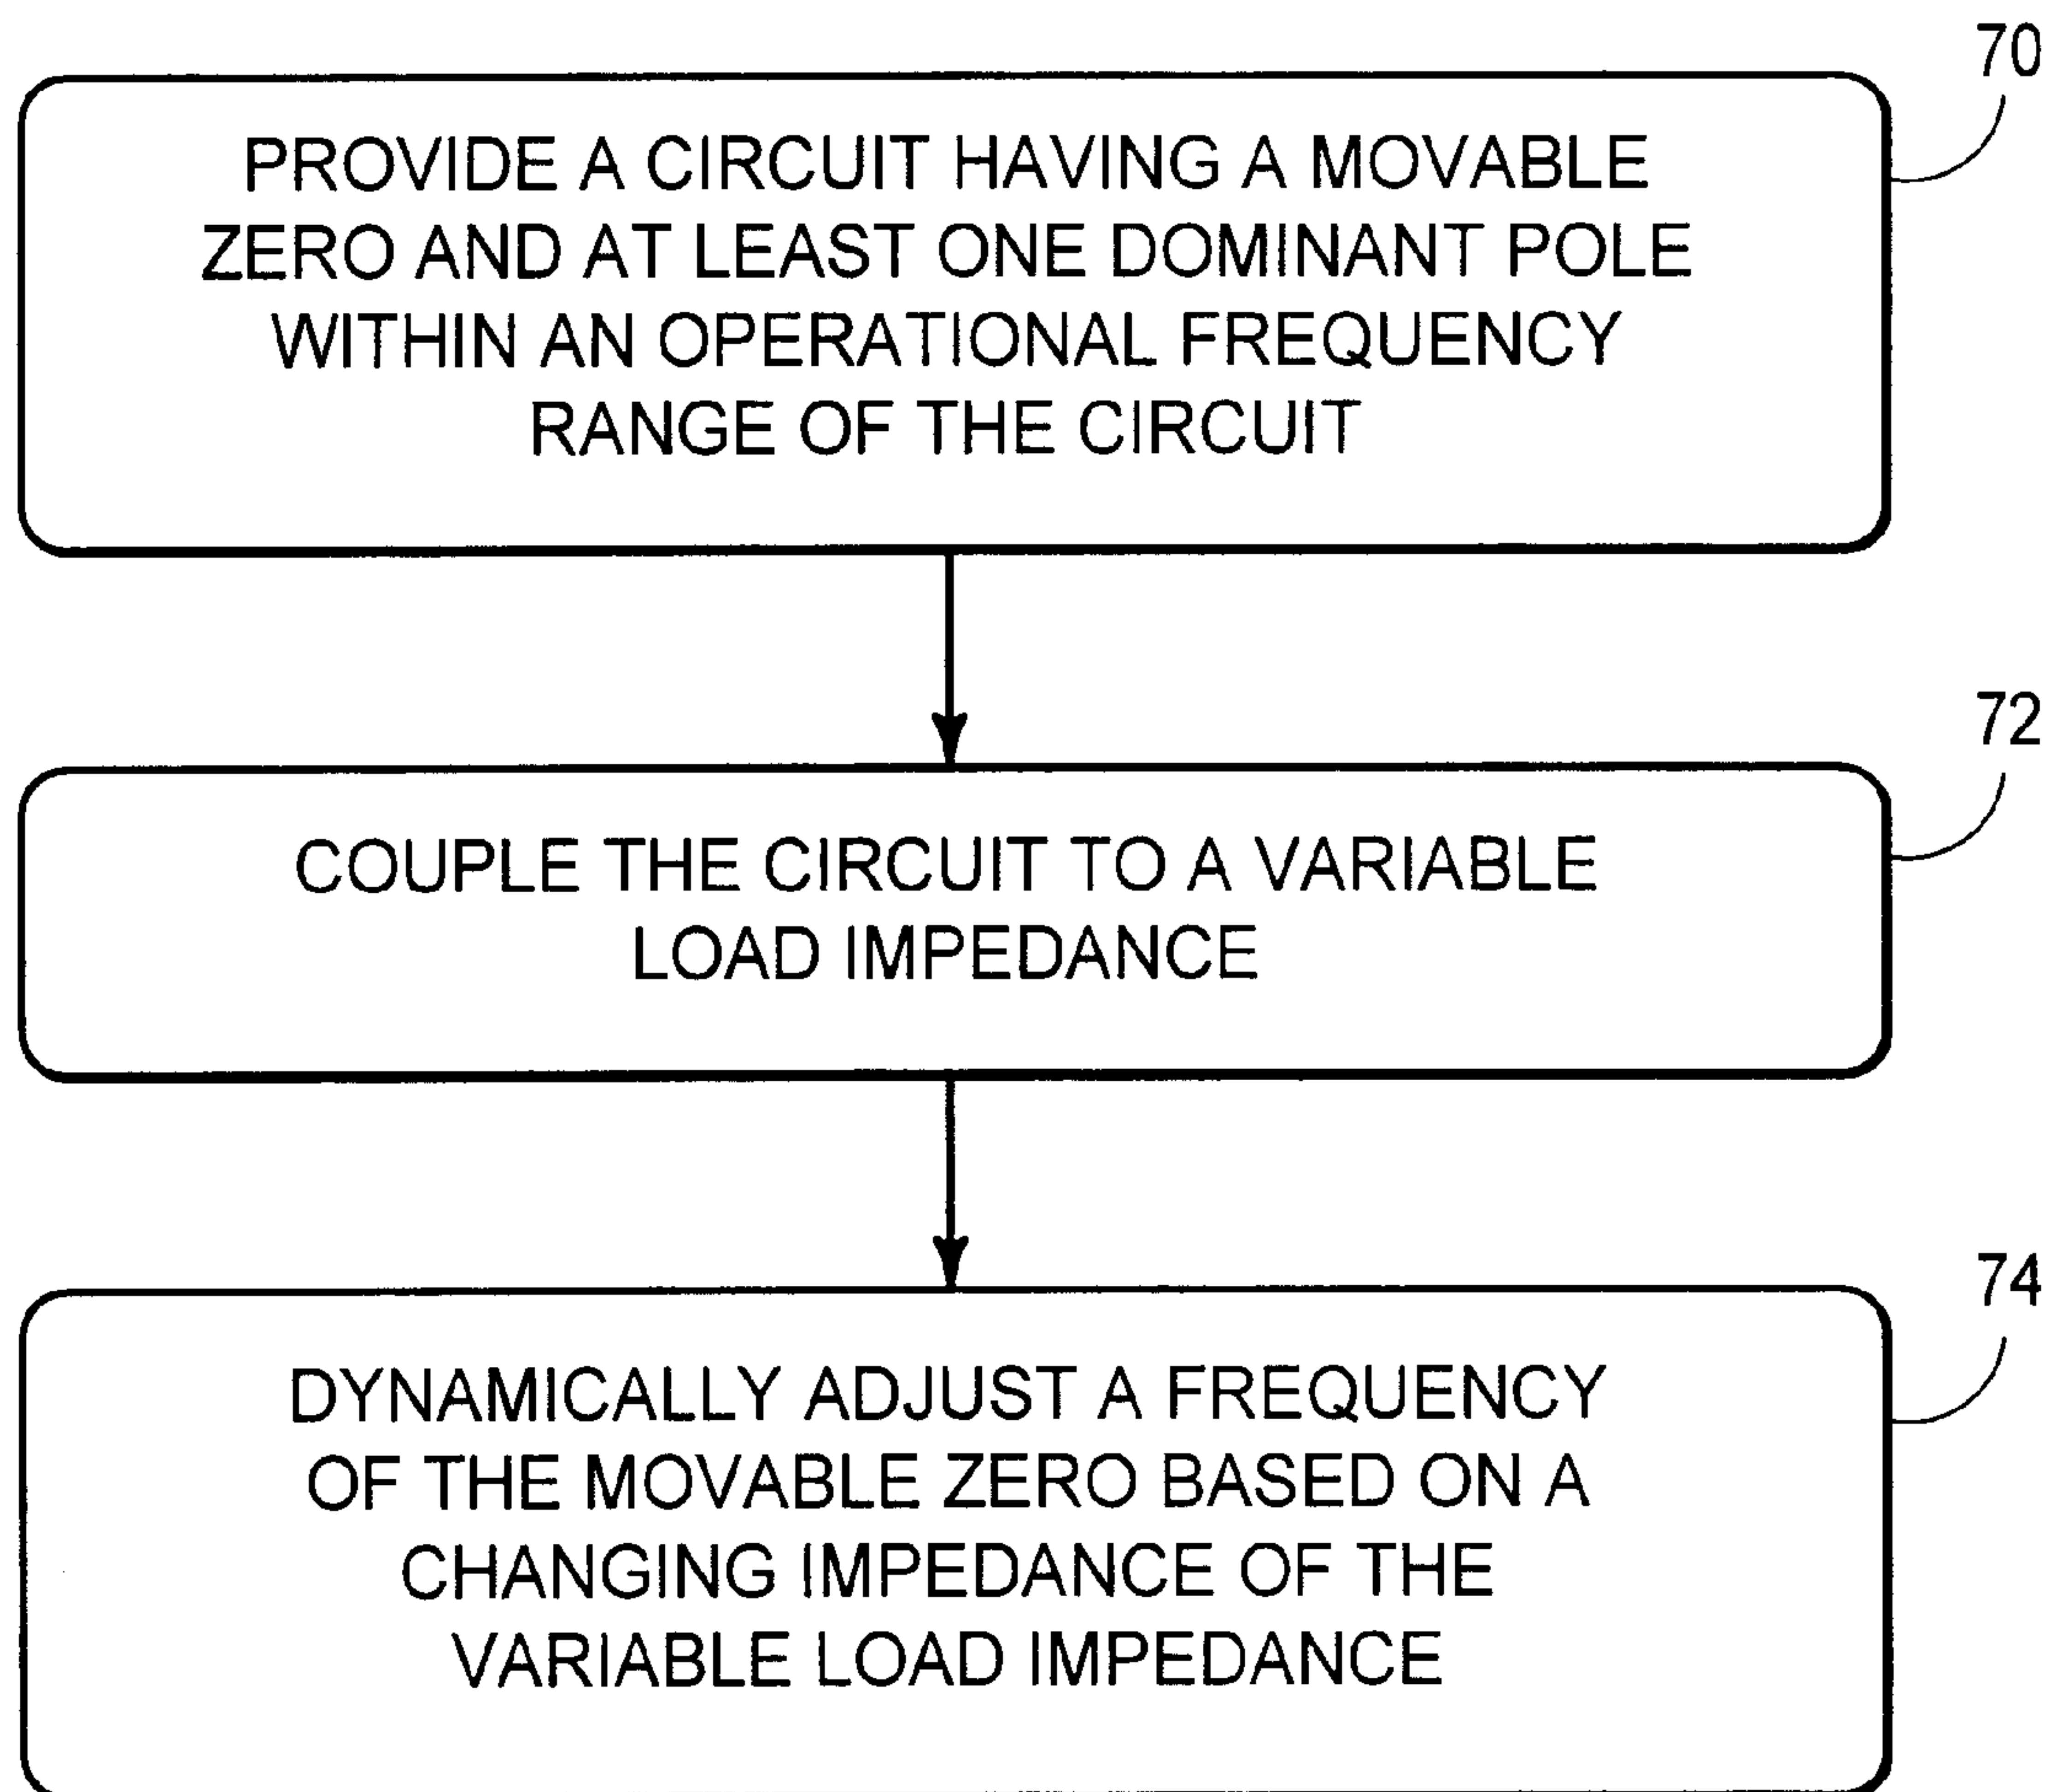 70
PROVIDE A CIRCUIT HAVING A MOVABLE
ZERO AND AT LEAST ONE DOMINANT POLE
WITHIN AN OPERATIONAL FREQUENCY
RANGE OF THE CIRCUIT
72
COUPLE THE CIRCUIT TO A VARIABLE
LOAD IMPEDANCE
74
DYNAMICALLY ADJUST A FREQUENCY
OF THE MOVABLE ZERO BASED ON A
CHANGING IMPEDANCE OF THE
VARIABLE LOAD IMPEDANCE